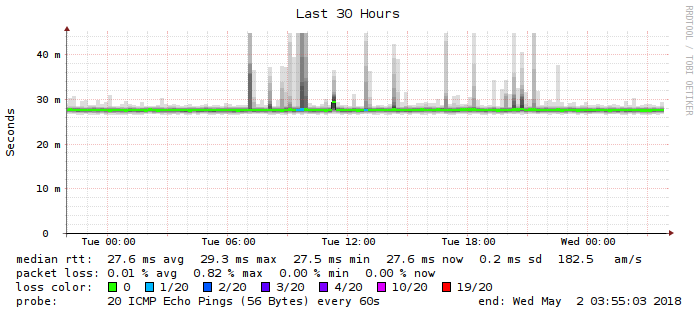 Last 30 Hours
RRDTOOL / TOBI OETIKER
Seconds
40 m
30 m
20 m
10 m
0
Tue 00:00 Tue 06:00 Tue 12:00 Tue 18:00 Wed 00:00
median rtt: 27.6 ms avg 29.3 ms max 27.5 ms min 27.6 ms now 0.2 ms sd 182.5 am/s
packet loss: 0.01 % avg 0.82 % max 0.00 % min 0.00 % now
loss color: 0 1/20 2/20 3/20 4/20 10/20 19/20
probe: 20 ICMP Echo Pings (56 Bytes) every 60s end: Wed May 2 03:55:03 2018